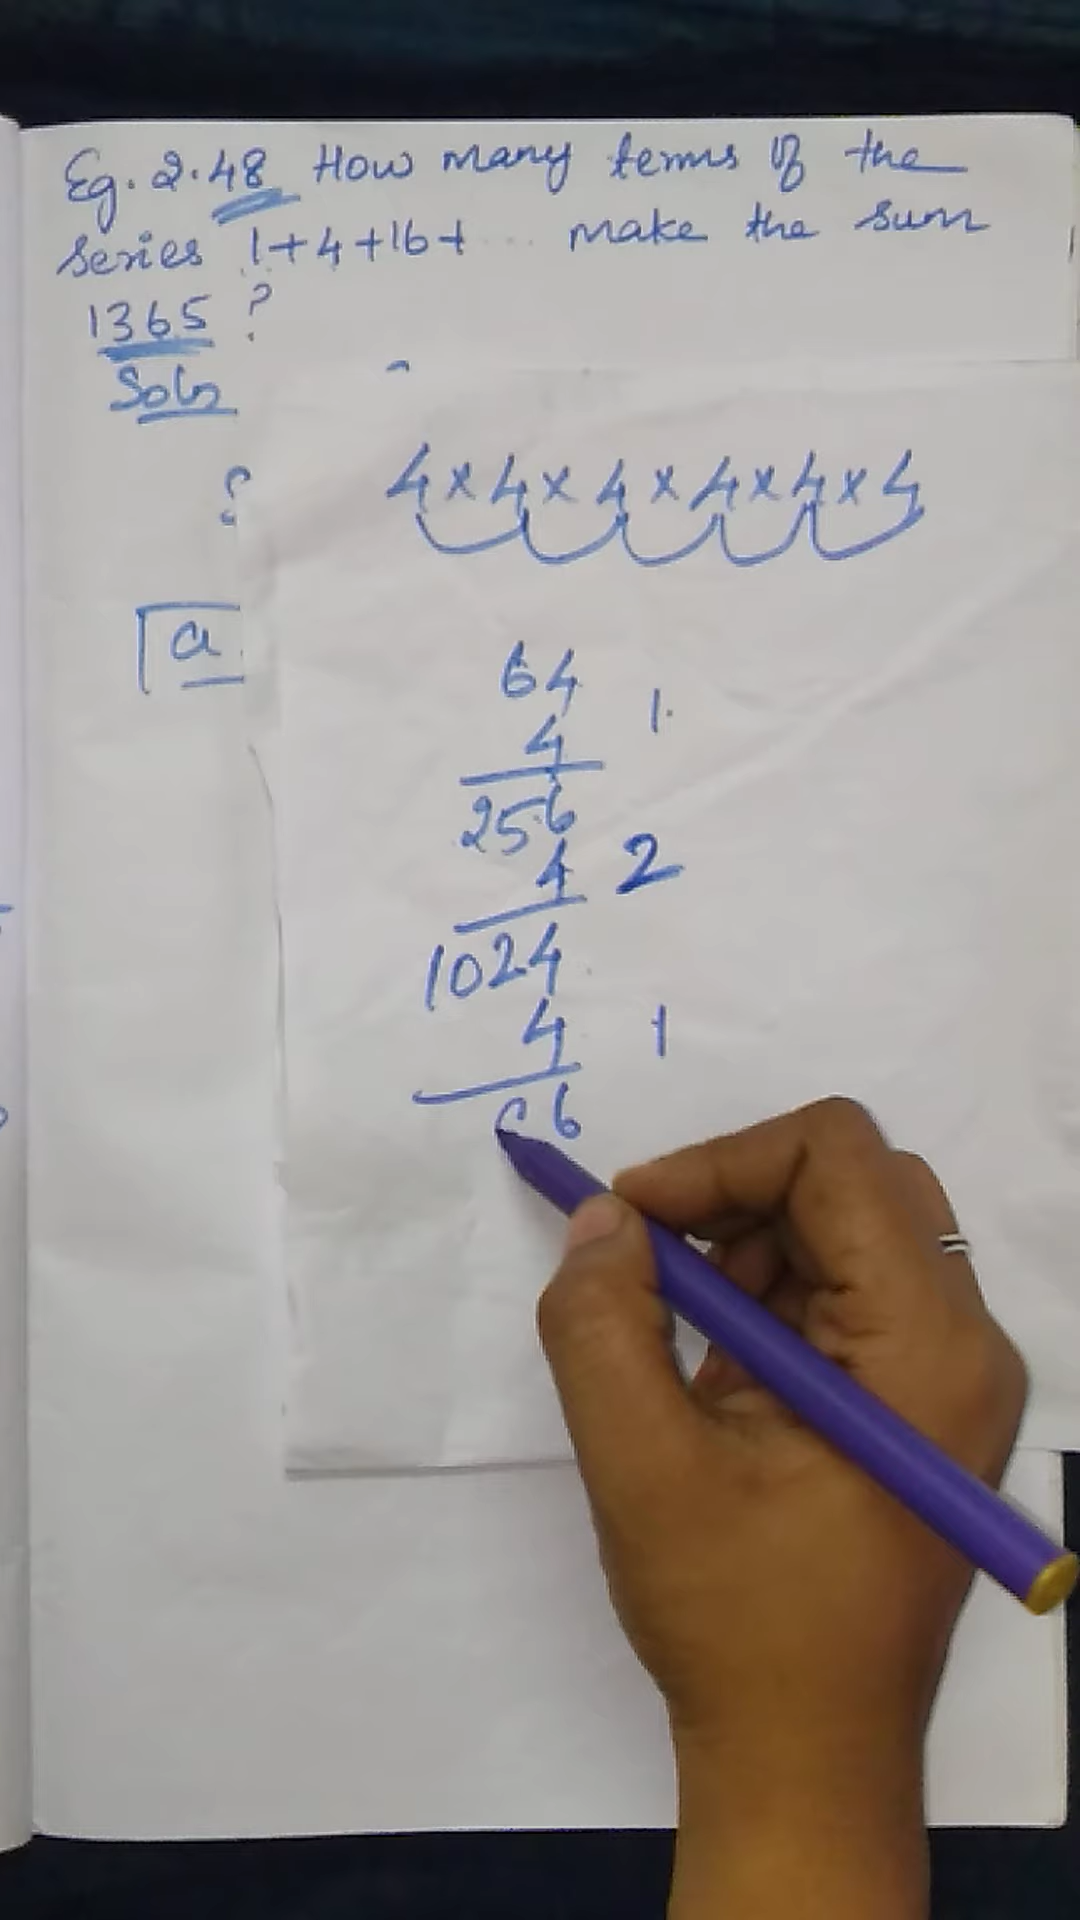 Eg. 2.48 How many terms of the
series 1+4+16+... make the sum
1365 ?
Soln
a
4×4×4×4×4×4
64
1.
4
256
4 2
1024
4 1
6